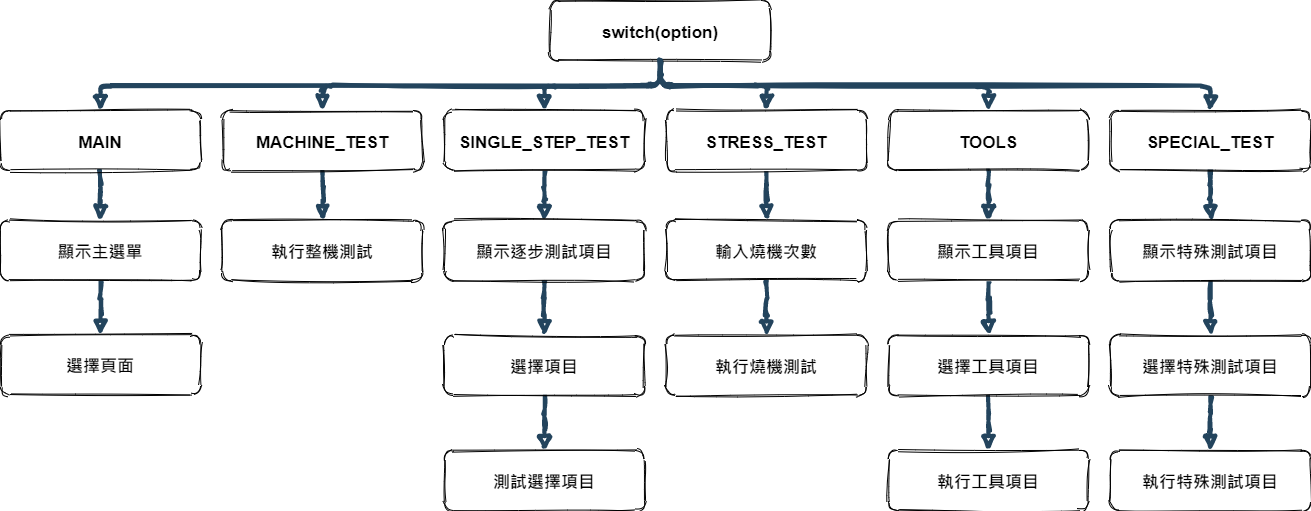 switch(option)
MAIN
MACHINE_TEST
SINGLE_STEP_TEST
STRESS_TEST
TOOLS
SPECIAL_TEST
顯示主選單
執行整機測試
顯示逐步測試項目
輸入燒機次數
顯示工具項目
顯示特殊測試項目
選擇頁面
選擇項目
執行燒機測試
選擇工具項目
選擇特殊測試項目
測試選擇項目
執行工具項目
執行特殊測試項目